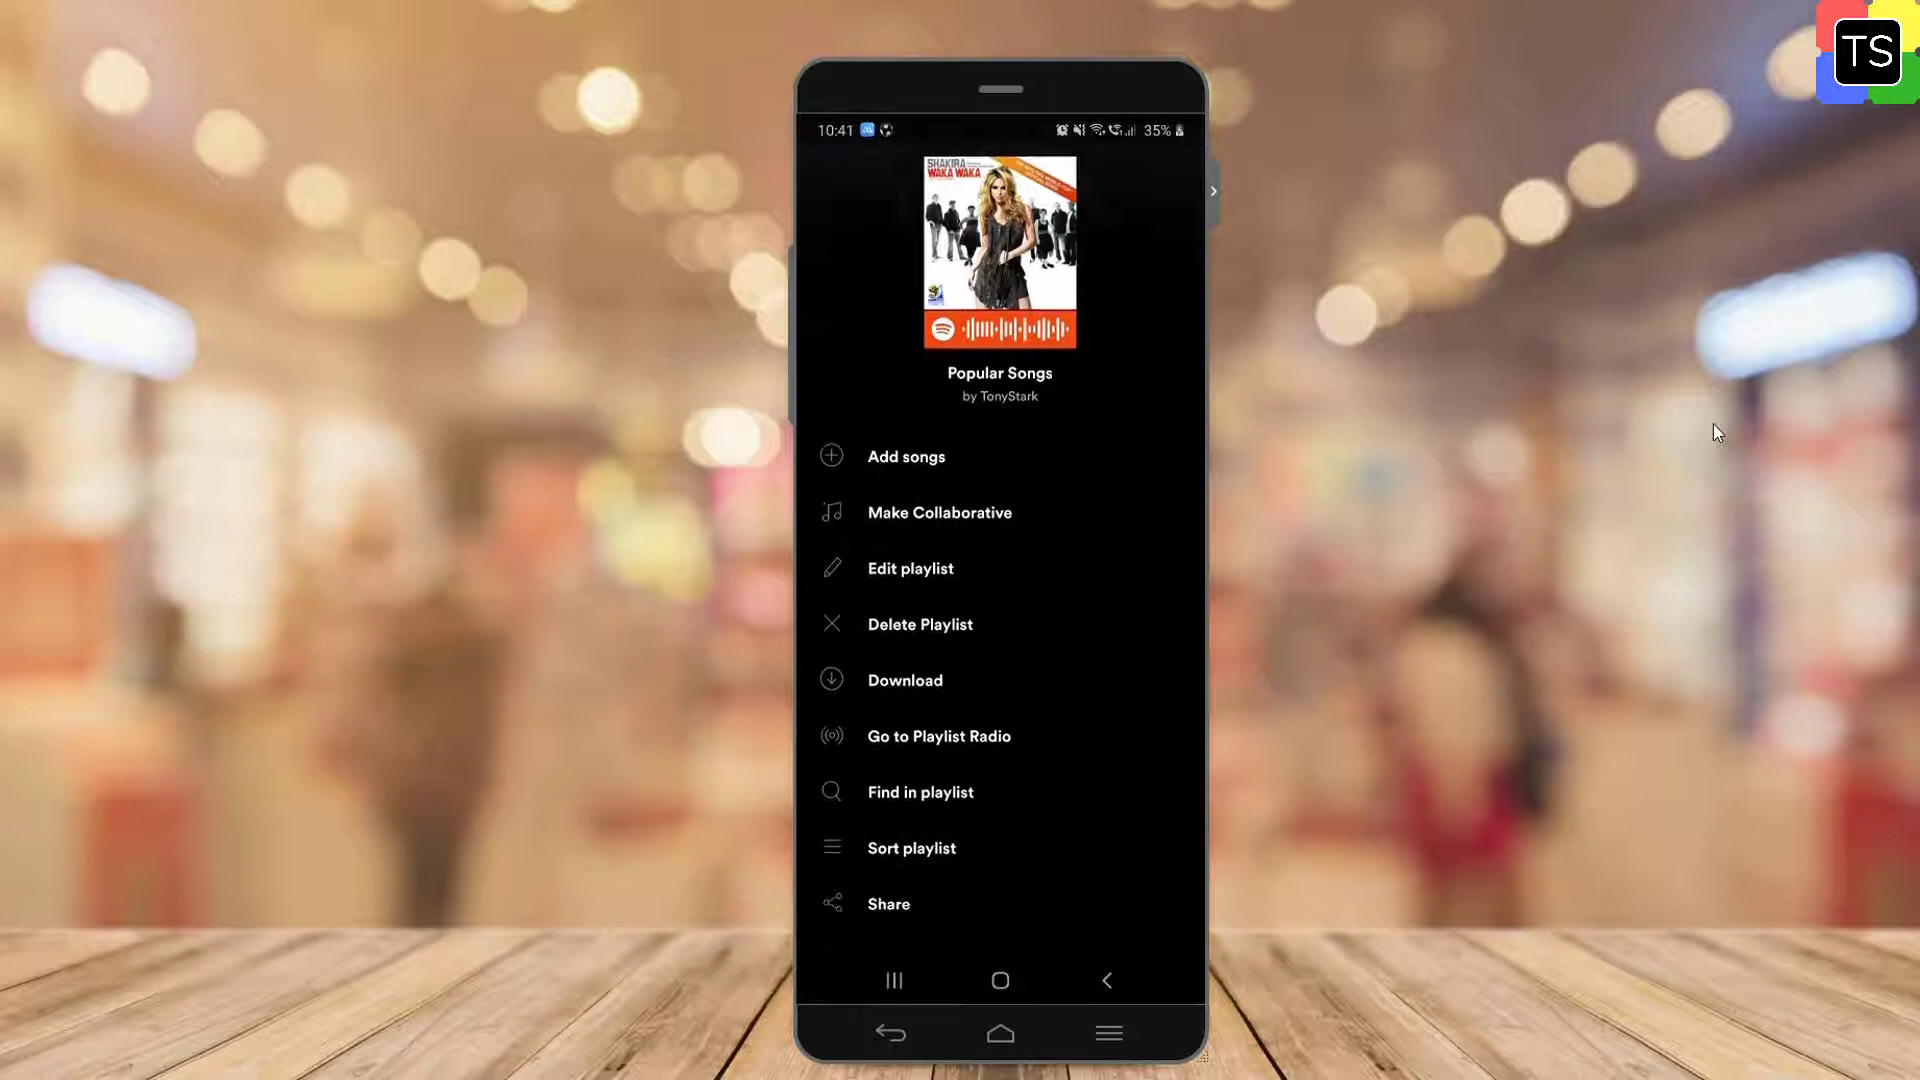 TS
10:41
35%
SHAKIRA
WAKA WAKA
Popular Songs
by TonyStark
Add songs
Make Collaborative
Edit playlist
Delete Playlist
Download
Go to Playlist Radio
Find in playlist
Sort playlist
Share